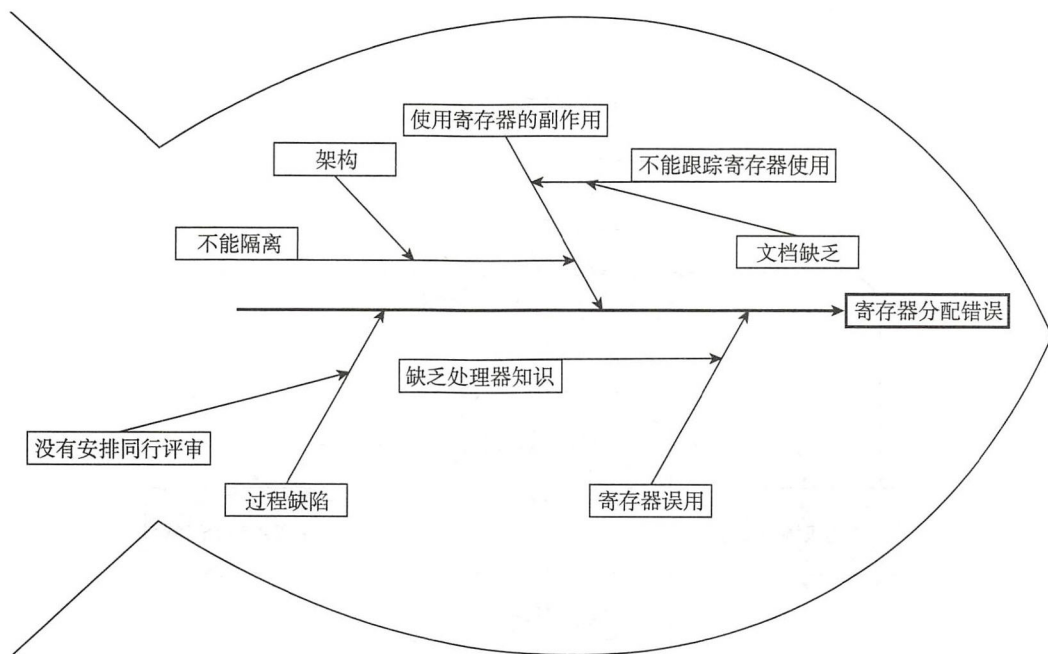 使用寄存器的副作用
架构
不能跟踪寄存器使用
不能隔离
文档缺乏
寄存器分配错误
缺乏处理器知识
没有安排同行评审
过程缺陷
寄存器误用